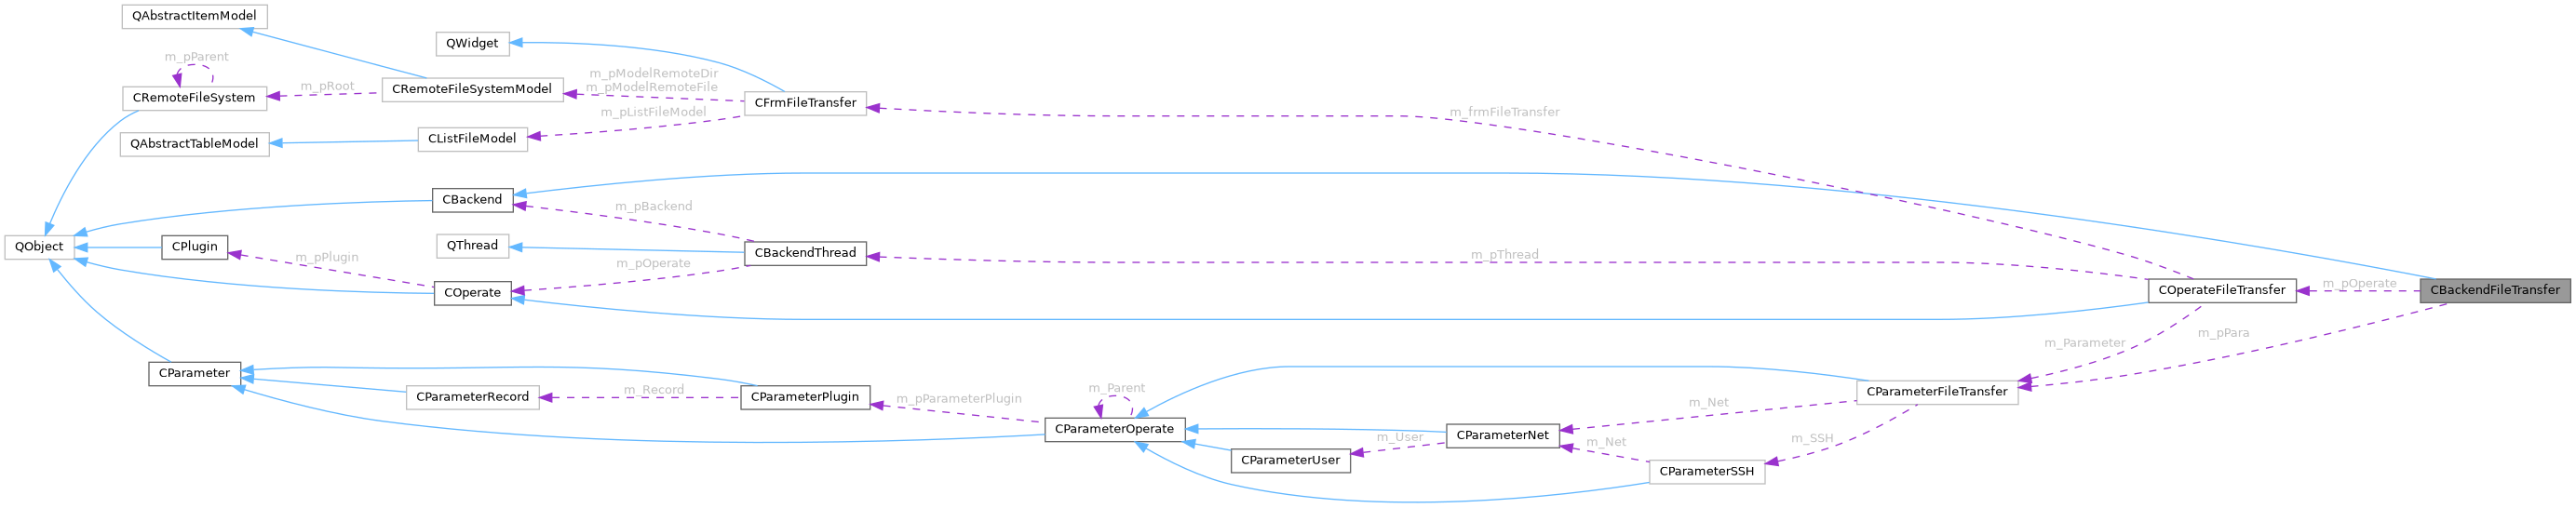 QAbstractItemModel
QWidget
m_pParent
CRemoteFileSystem
m_pRoot
CRemoteFileSystemModel
m_pModelRemoteDir
m_pModelRemoteFile
CFrmFileTransfer
m_pListFileModel
m_frmFileTransfer
QAbstractTableModel
CListFileModel
CBackend
m_pBackend
QObject
CPlugin
QThread
CBackendThread
m_pThread
m_pPlugin
m_pOperate
COperate
COperateFileTransfer
m_pOperate
CBackendFileTransfer
m_pPara
m_Parameter
CParameter
CParameterRecord
m_Record
CParameterPlugin
m_pParameterPlugin
m_Parent
CParameterOperate
CParameterFileTransfer
m_Net
m_User
CParameterNet
m_Net
m_SSH
CParameterUser
CParameterSSH